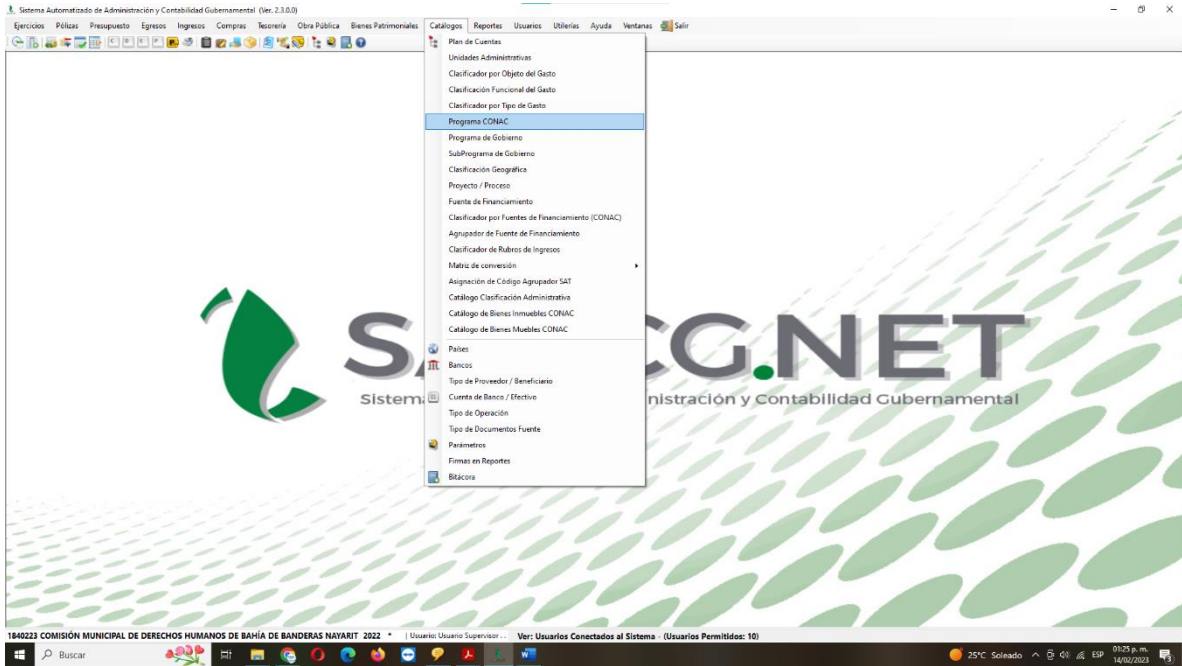 Sistema Automatizado de Administración y Contabilidad Gubernamental (Ver. 2.3.0.0)
Ejercicios Pólizas Presupuesto Egresos Ingresos Compras Tesorería Obra Pública Bienes Patrimoniales Catálogos Reportes Usuarios Utilerías Ayuda Ventanas Salir
Plan de Cuentas
Unidades Administrativas
Clasificador por Objeto del Gasto
Clasificación Funcional del Gasto
Clasificador por Tipo de Gasto
Programa CONAC
Programa de Gobierno
SubPrograma de Gobierno
Clasificación Geográfica
Proyecto / Proceso
Fuente de Financiamiento
Clasificador por Fuentes de Financiamiento (CONAC)
Agrupador de Fuente de Financiamiento
Clasificador de Rubros de Ingresos
Matriz de conversión
Asignación de Código Agrupador SAT
Catálogo Clasificación Administrativa
Catálogo de Bienes Inmuebles CONAC
Catálogo de Bienes Muebles CONAC
Países
Bancos
Tipo de Proveedor / Beneficiario
Cuenta de Banco / Efectivo
Tipo de Operación
Tipo de Documentos Fuente
Parámetros
Firmas en Reportes
Bitácora
S CG.NET
Sistema nistración y Contabilidad Gubernamental
1840223 COMISIÓN MUNICIPAL DE DERECHOS HUMANOS DE BAHÍA DE BANDERAS NAYARIT 2022 * | Usuario: Usuario Supervisor . . Ver: Usuarios Conectados al Sistema - (Usuarios Permitidos: 10)
Buscar
25°C Soleado
ESP
01:25 p. m.
14/02/2023